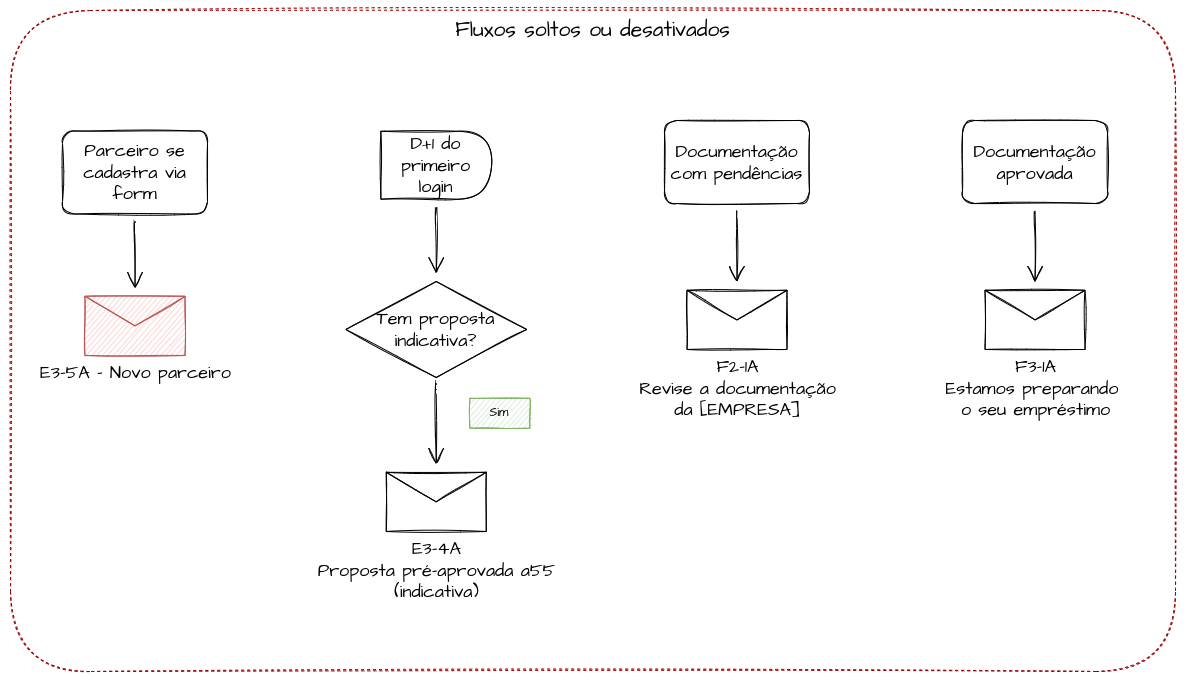 Fluxos soltos ou desativados
Parceiro se
cadastra via
form
E3-5A - Novo parceiro
D+1 do
primeiro
login
Tem proposta
indicativa?
Sim
E3-4A
Proposta pré-aprovada a55
(indicativa)
Documentação
com pendências
F2-1A
Revise a documentação
da [EMPRESA]
Documentação
aprovada
F3-1A
Estamos preparando
o seu empréstimo